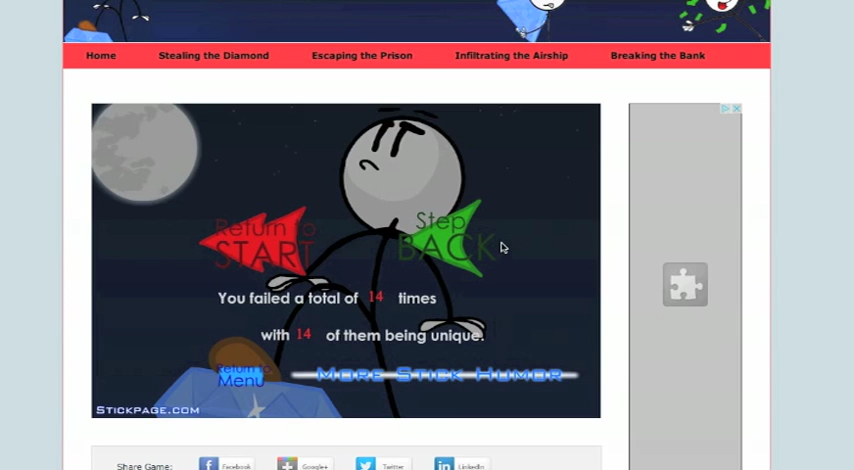 Home Stealing the Diamond Escaping the Prison Infiltrating the Airship Breaking the Bank
Return to
START
Step
BACK
You failed a total of 14 times
with 14 of them being unique.
Return to
Menu
More Stick Humor
Stickpage.com
Share Game: Facebook Google+ Twitter LinkedIn